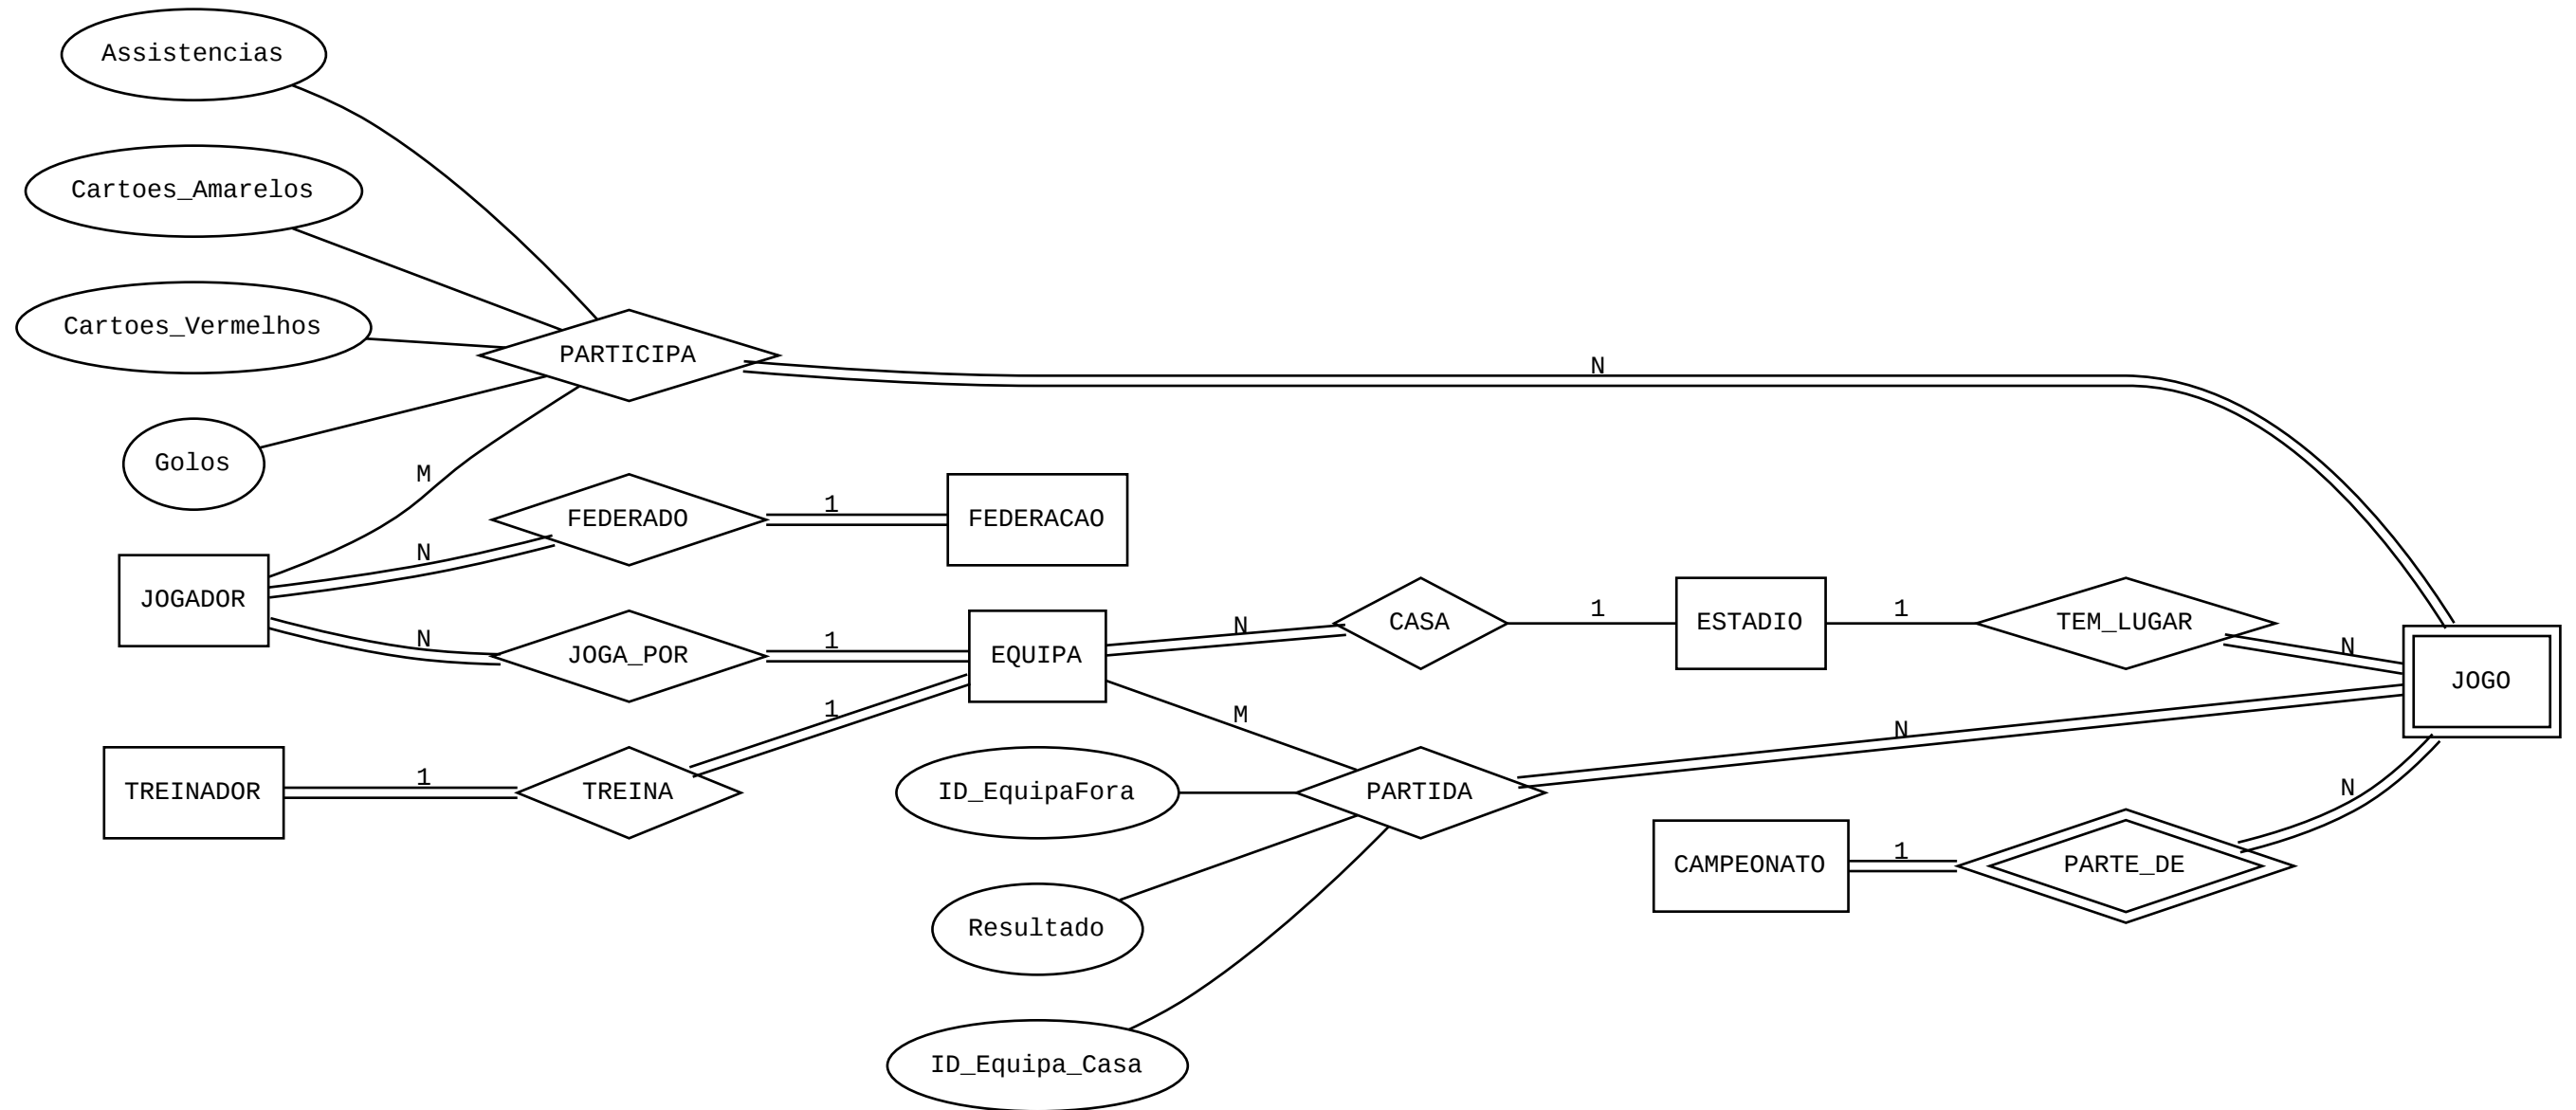 Assistencias
Cartoes_Amarelos
Cartoes_Vermelhos
PARTICIPA
N
Golos
M
FEDERADO
1
FEDERACAO
N
JOGADOR
N
JOGA_POR
1
EQUIPA
N
CASA
1
ESTADIO
1
TEM_LUGAR
N
JOGO
1
M
N
TREINADOR
1
TREINA
ID_EquipaFora
PARTIDA
N
CAMPEONATO
1
PARTE_DE
Resultado
ID_Equipa_Casa